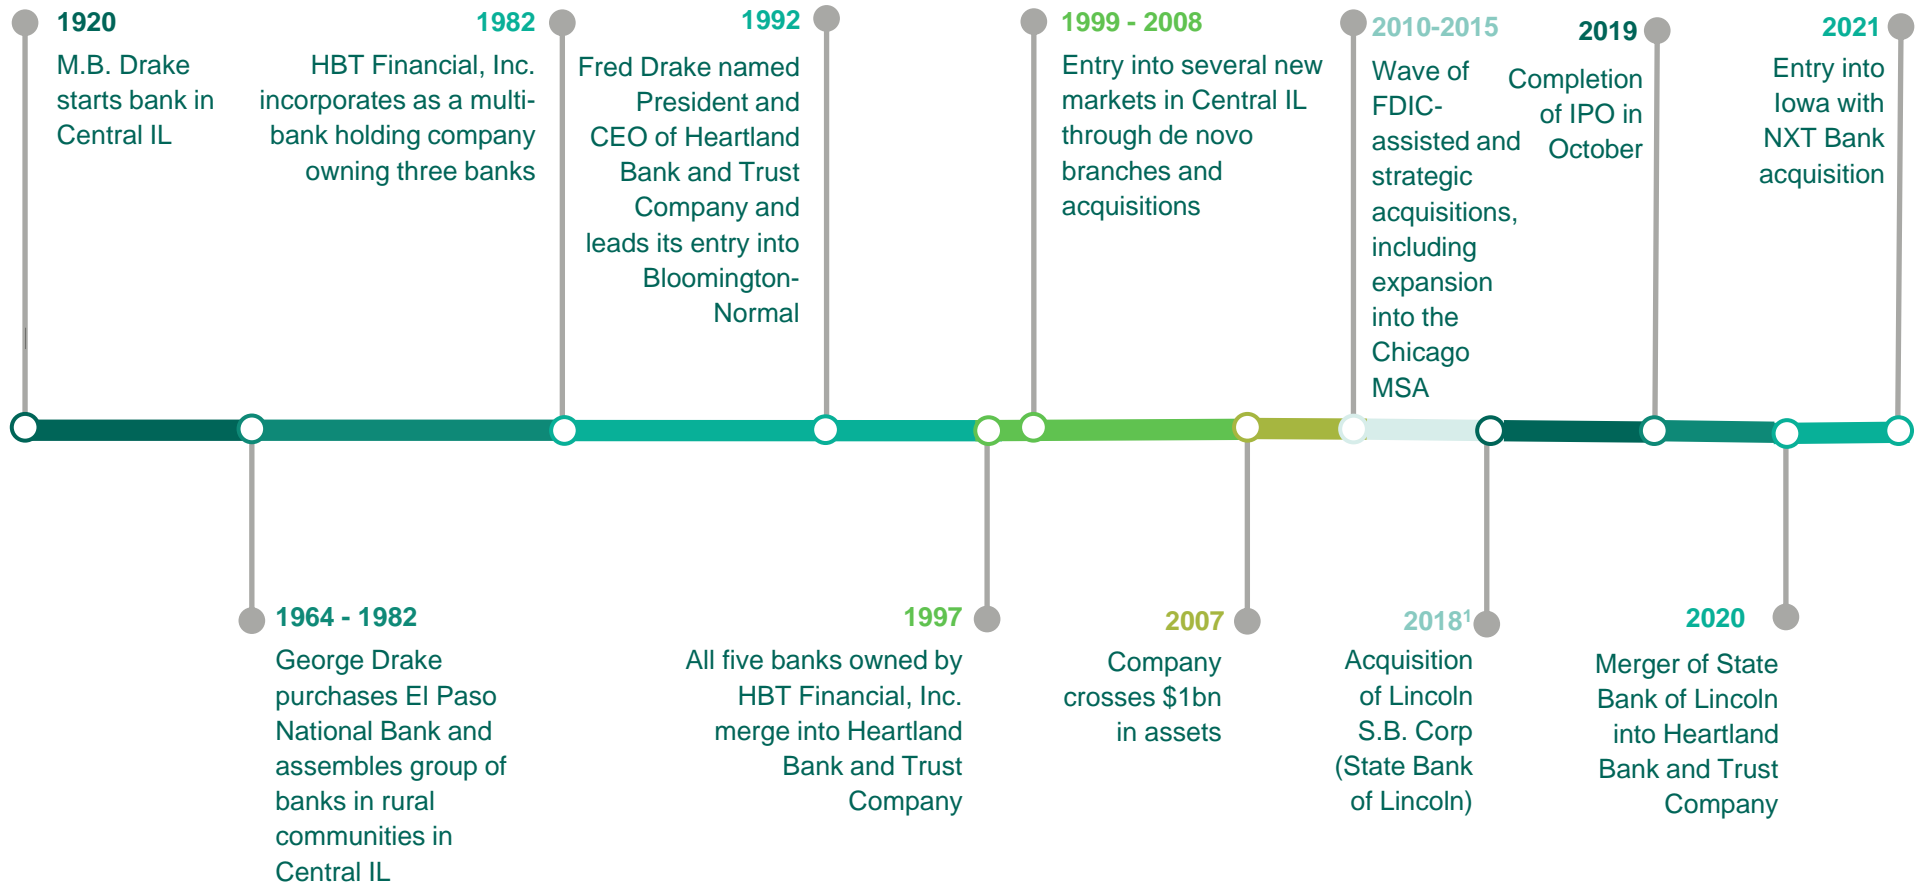 1920
M.B. Drake
starts bank in
Central IL
1982
HBT Financial, Inc.
incorporates as a multi-
bank holding company
owning three banks
1992
Fred Drake named
President and
CEO of Heartland
Bank and Trust
Company and
leads its entry into
Bloomington-
Normal
1999 - 2008
Entry into several new
markets in Central IL
through de novo
branches and
acquisitions
2010-2015
Wave of
FDIC-
assisted and
strategic
acquisitions,
including
expansion
into the
Chicago
MSA
2019
Completion
of IPO in
October
2021
Entry into
Iowa with
NXT Bank
acquisition
1964 - 1982
George Drake
purchases El Paso
National Bank and
assembles group of
banks in rural
communities in
Central IL
1997
All five banks owned by
HBT Financial, Inc.
merge into Heartland
Bank and Trust
Company
2007
Company
crosses $1bn
in assets
2018¹
Acquisition
of Lincoln
S.B. Corp
(State Bank
of Lincoln)
2020
Merger of State
Bank of Lincoln
into Heartland
Bank and Trust
Company